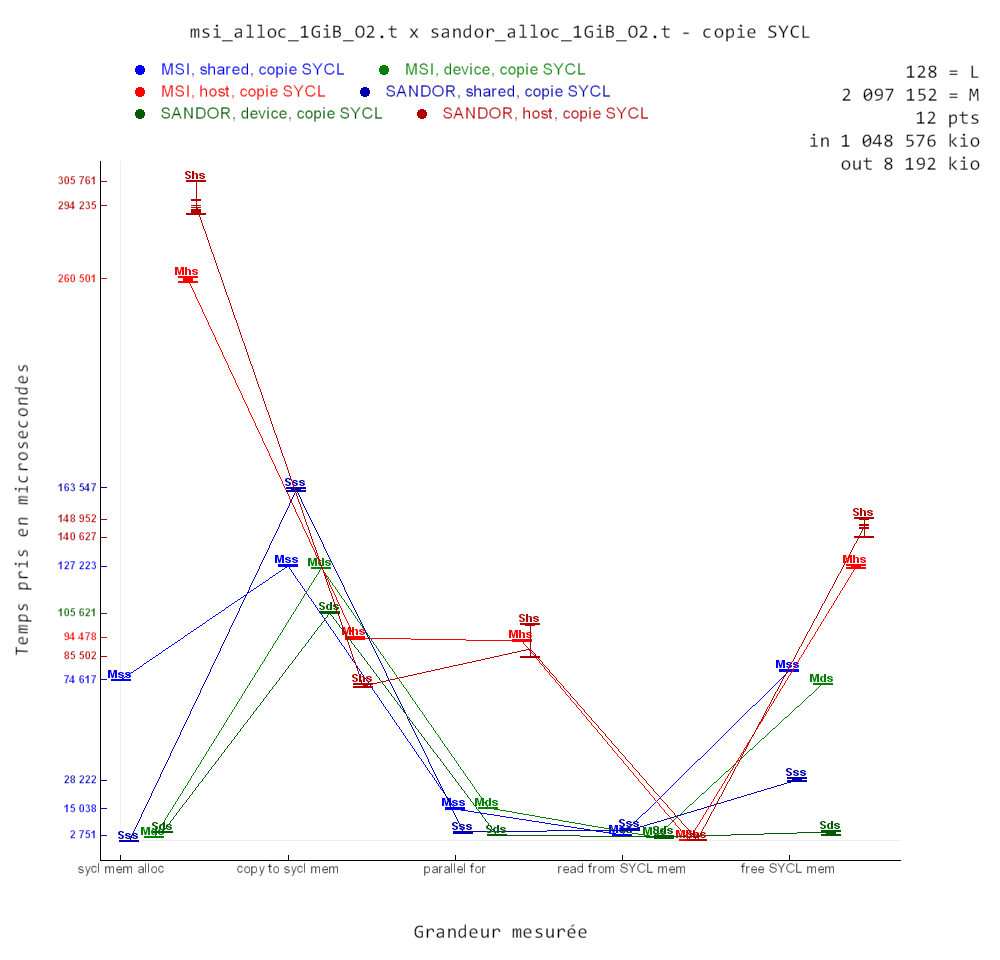 msi_alloc_1GiB_O2.t x sandor_alloc_1GiB_O2.t - copie SYCL
MSI, shared, copie SYCL MSI, device, copie SYCL
MSI, host, copie SYCL SANDOR, shared, copie SYCL
SANDOR, device, copie SYCL SANDOR, host, copie SYCL
128 = L
2 097 152 = M
12 pts
in 1 048 576 kio
out 8 192 kio
Temps pris en microsecondes
305 761
294 235
260 501
163 547
148 952
140 627
127 223
105 621
94 478
85 502
74 617
28 222
15 038
2 751
Shs
Mhs
Sss
Mss
Mds
Sds
Mhs
Shs
Mss
Sss
Mds
Sds
Mss
Sss
Mds
Sds
Shs
Mhs
Mss
Sss
Mds
Sds
Mhs
Shs
Shs
Mhs
Mss
Mds
Sss
Sds
sycl mem alloc copy to sycl mem parallel for read from SYCL mem free SYCL mem
Grandeur mesurée